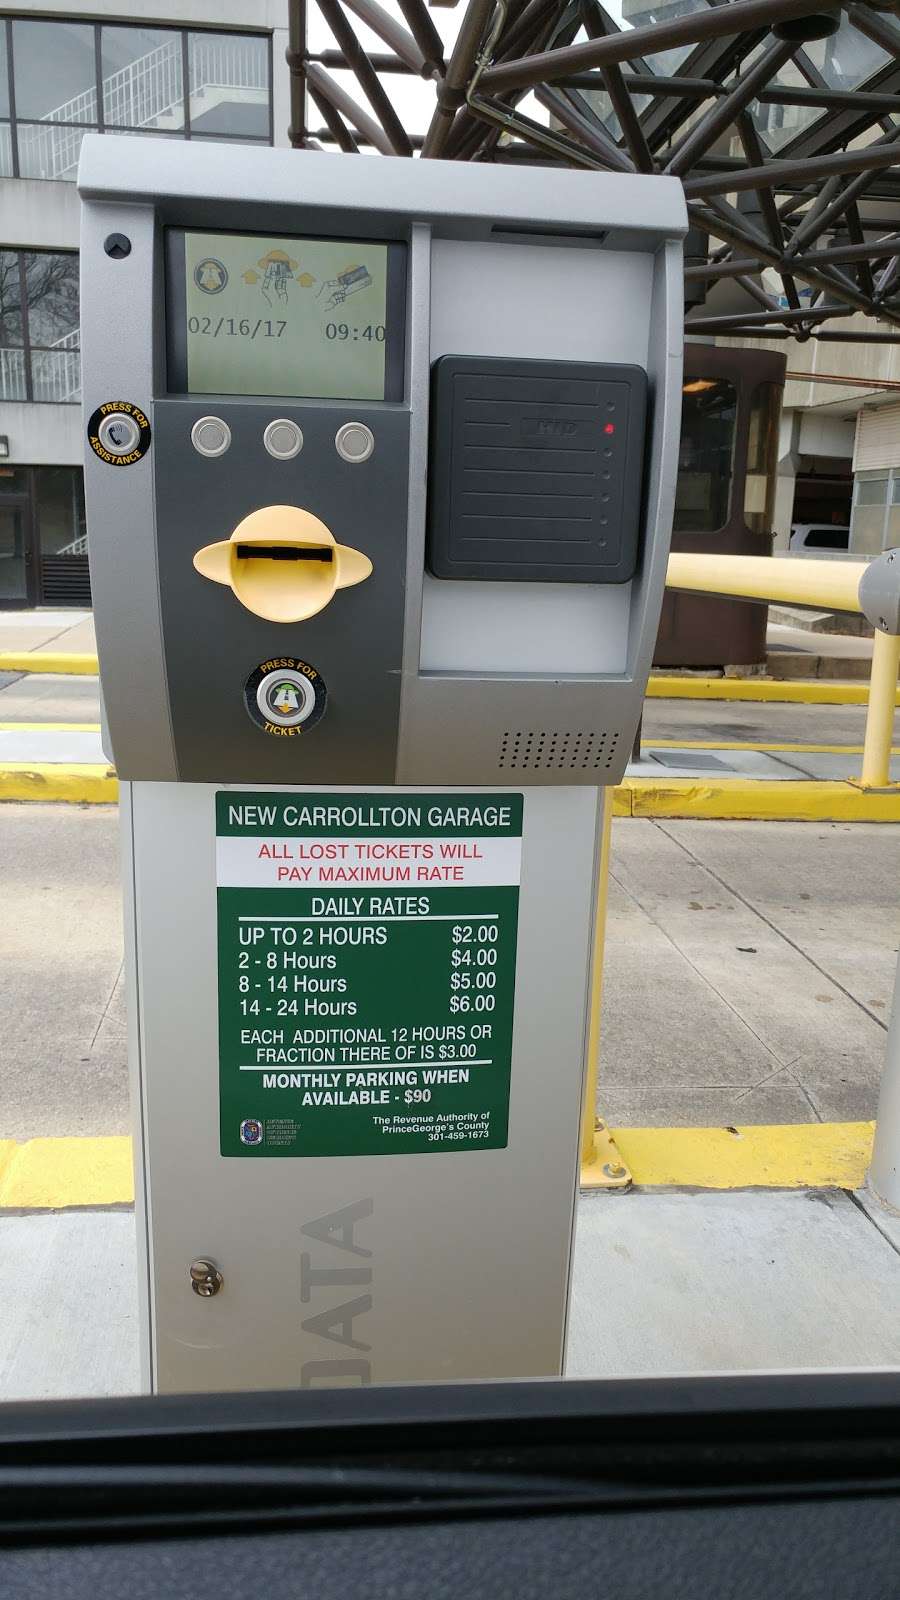 02/16/17 09:40
PRESS FOR
ASSISTANCE
HID
PRESS FOR
TICKET
NEW CARROLLTON GARAGE
ALL LOST TICKETS WILL
PAY MAXIMUM RATE
DAILY RATES
UP TO 2 HOURS $2.00
2 - 8 Hours $4.00
8 - 14 Hours $5.00
14 - 24 Hours $6.00
EACH ADDITIONAL 12 HOURS OR
FRACTION THERE OF IS $3.00
MONTHLY PARKING WHEN
AVAILABLE - $90
The Revenue Authority of
PrinceGeorge's County
301-459-1673
DATA